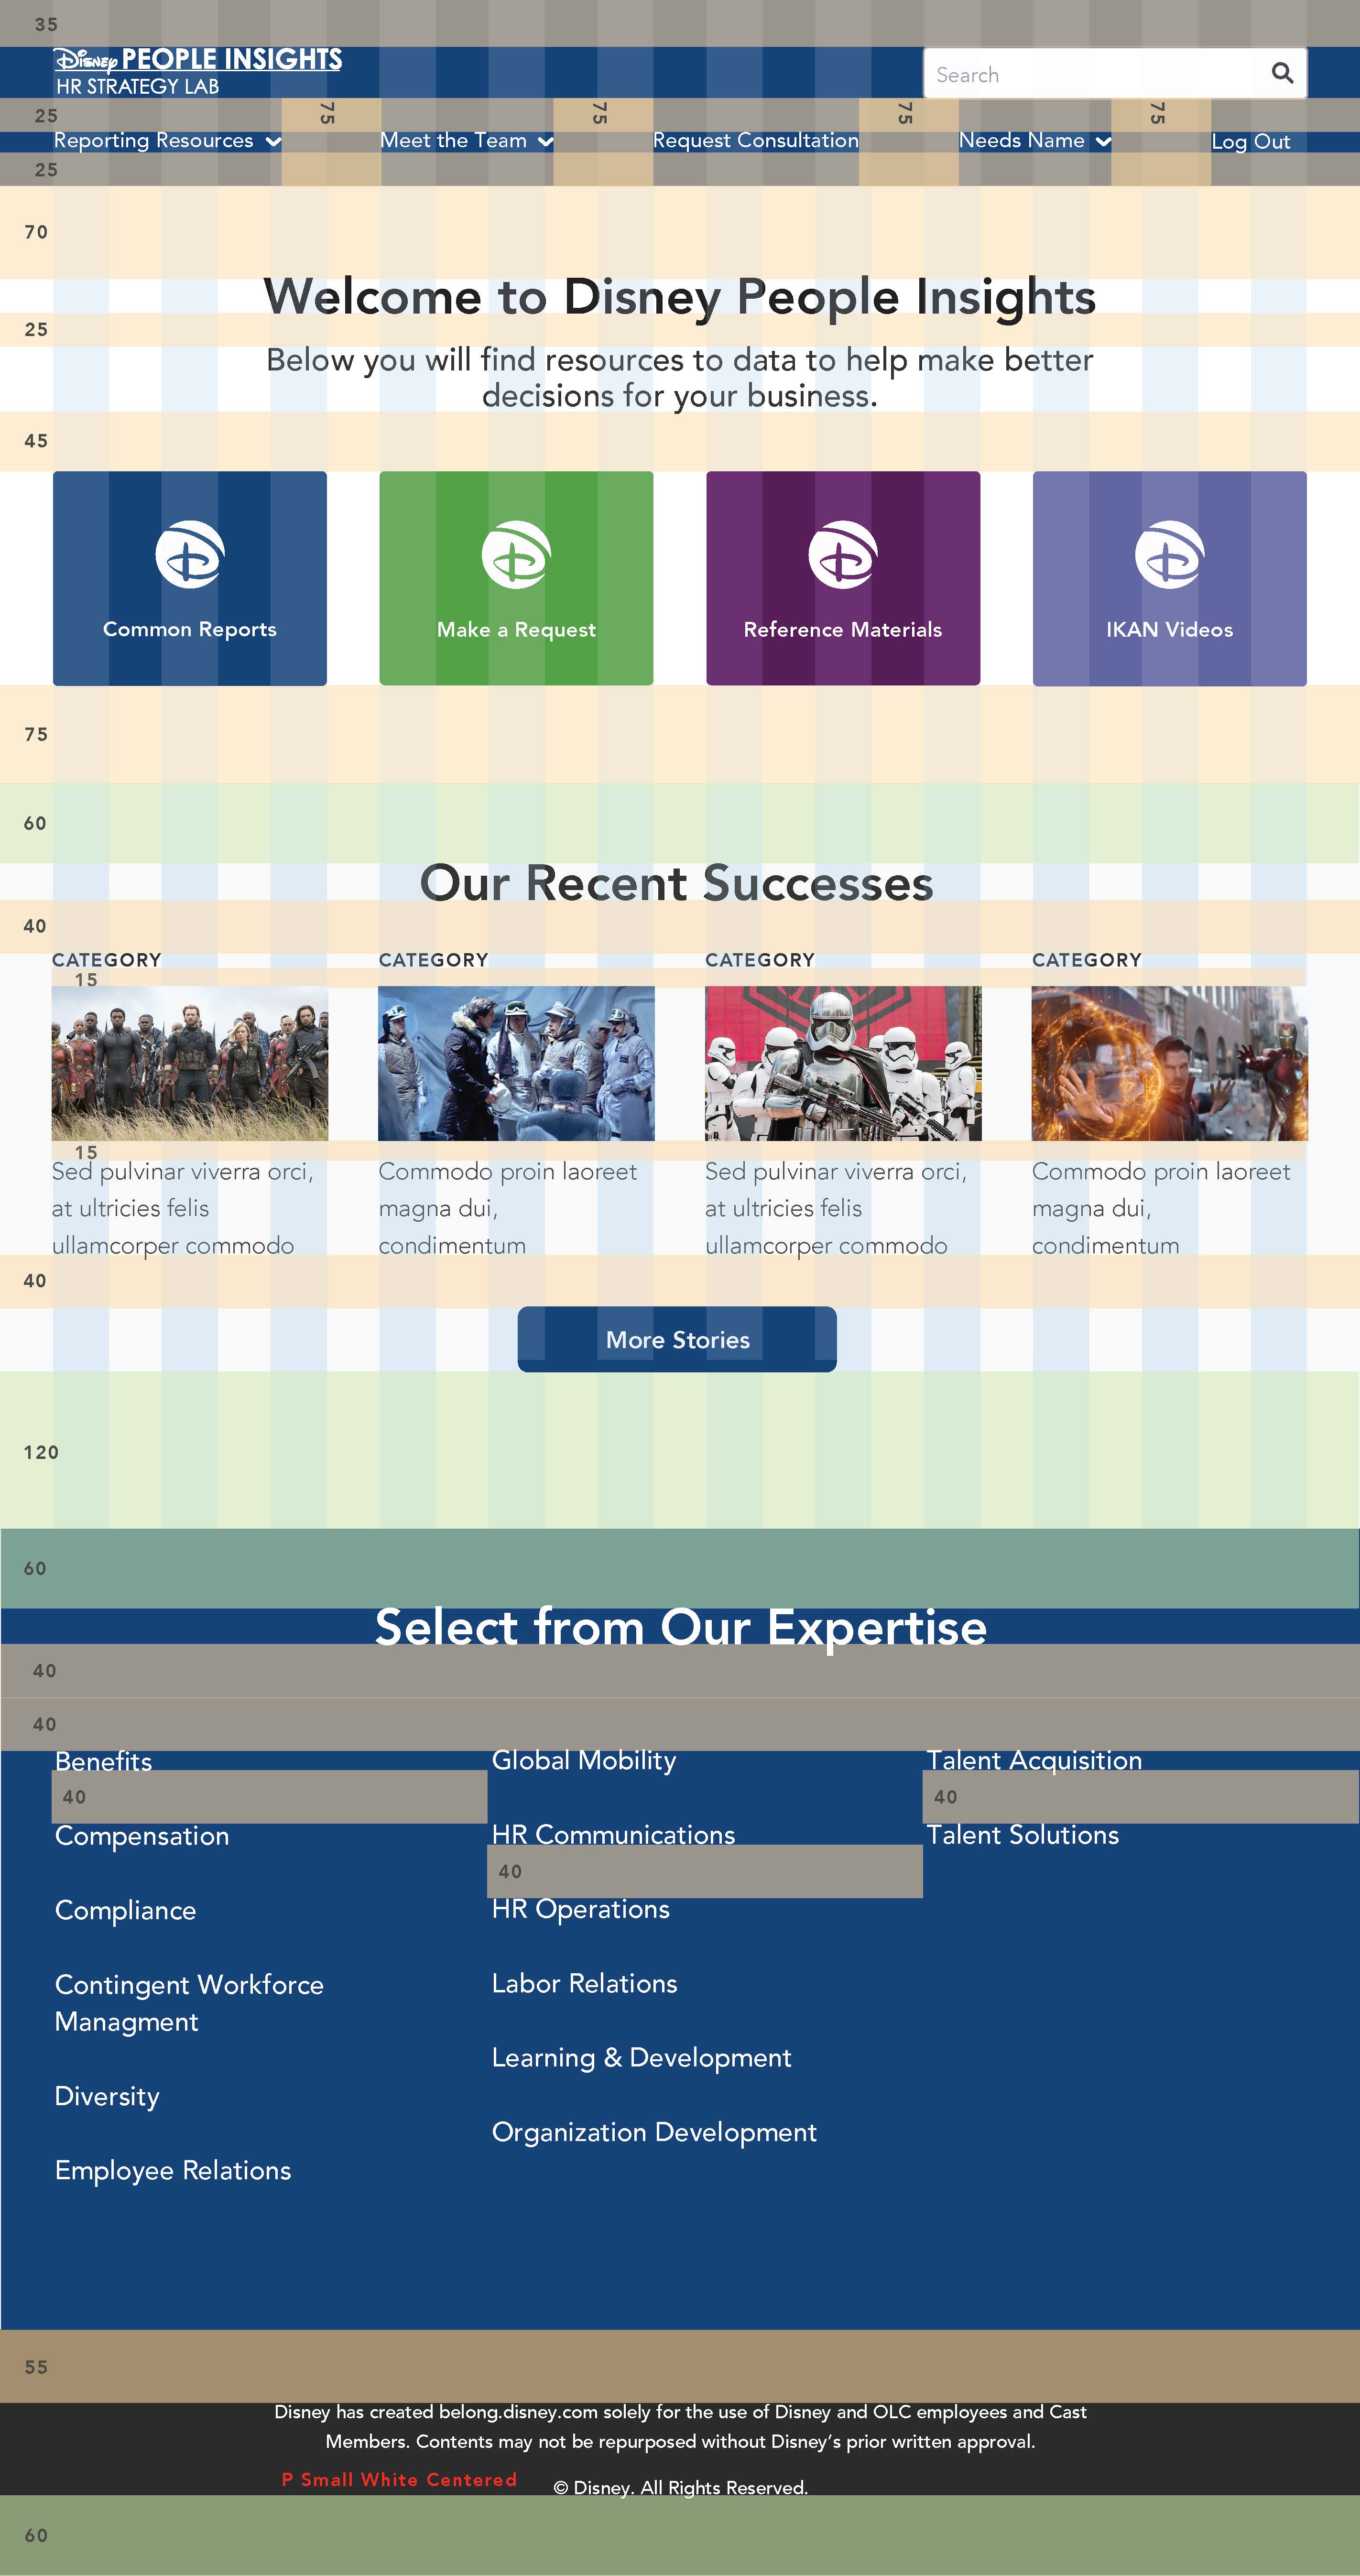 35
Disney PEOPLE INSIGHTS
HR STRATEGY LAB
Search
25
75
75
75
75
Reporting Resources
Meet the Team
Request Consultation
Needs Name
Log Out
25
70
Welcome to Disney People Insights
25
Below you will find resources to data to help make better
decisions for your business.
45
Common Reports
Make a Request
Reference Materials
IKAN Videos
75
60
Our Recent Successes
40
CATEGORY
CATEGORY
CATEGORY
CATEGORY
15
15
Sed pulvinar viverra orci,
at ultricies felis
ullamcorper commodo
Commodo proin laoreet
magna dui,
condimentum
Sed pulvinar viverra orci,
at ultricies felis
ullamcorper commodo
Commodo proin laoreet
magna dui,
condimentum
40
More Stories
120
60
Select from Our Expertise
40
40
Benefits
40
Compensation
Compliance
Contingent Workforce
Managment
Diversity
Employee Relations
Global Mobility
HR Communications
40
HR Operations
Labor Relations
Learning & Development
Organization Development
Talent Acquisition
40
Talent Solutions
55
Disney has created belong.disney.com solely for the use of Disney and OLC employees and Cast
Members. Contents may not be repurposed without Disney's prior written approval.
P Small White Centered
© Disney. All Rights Reserved.
60